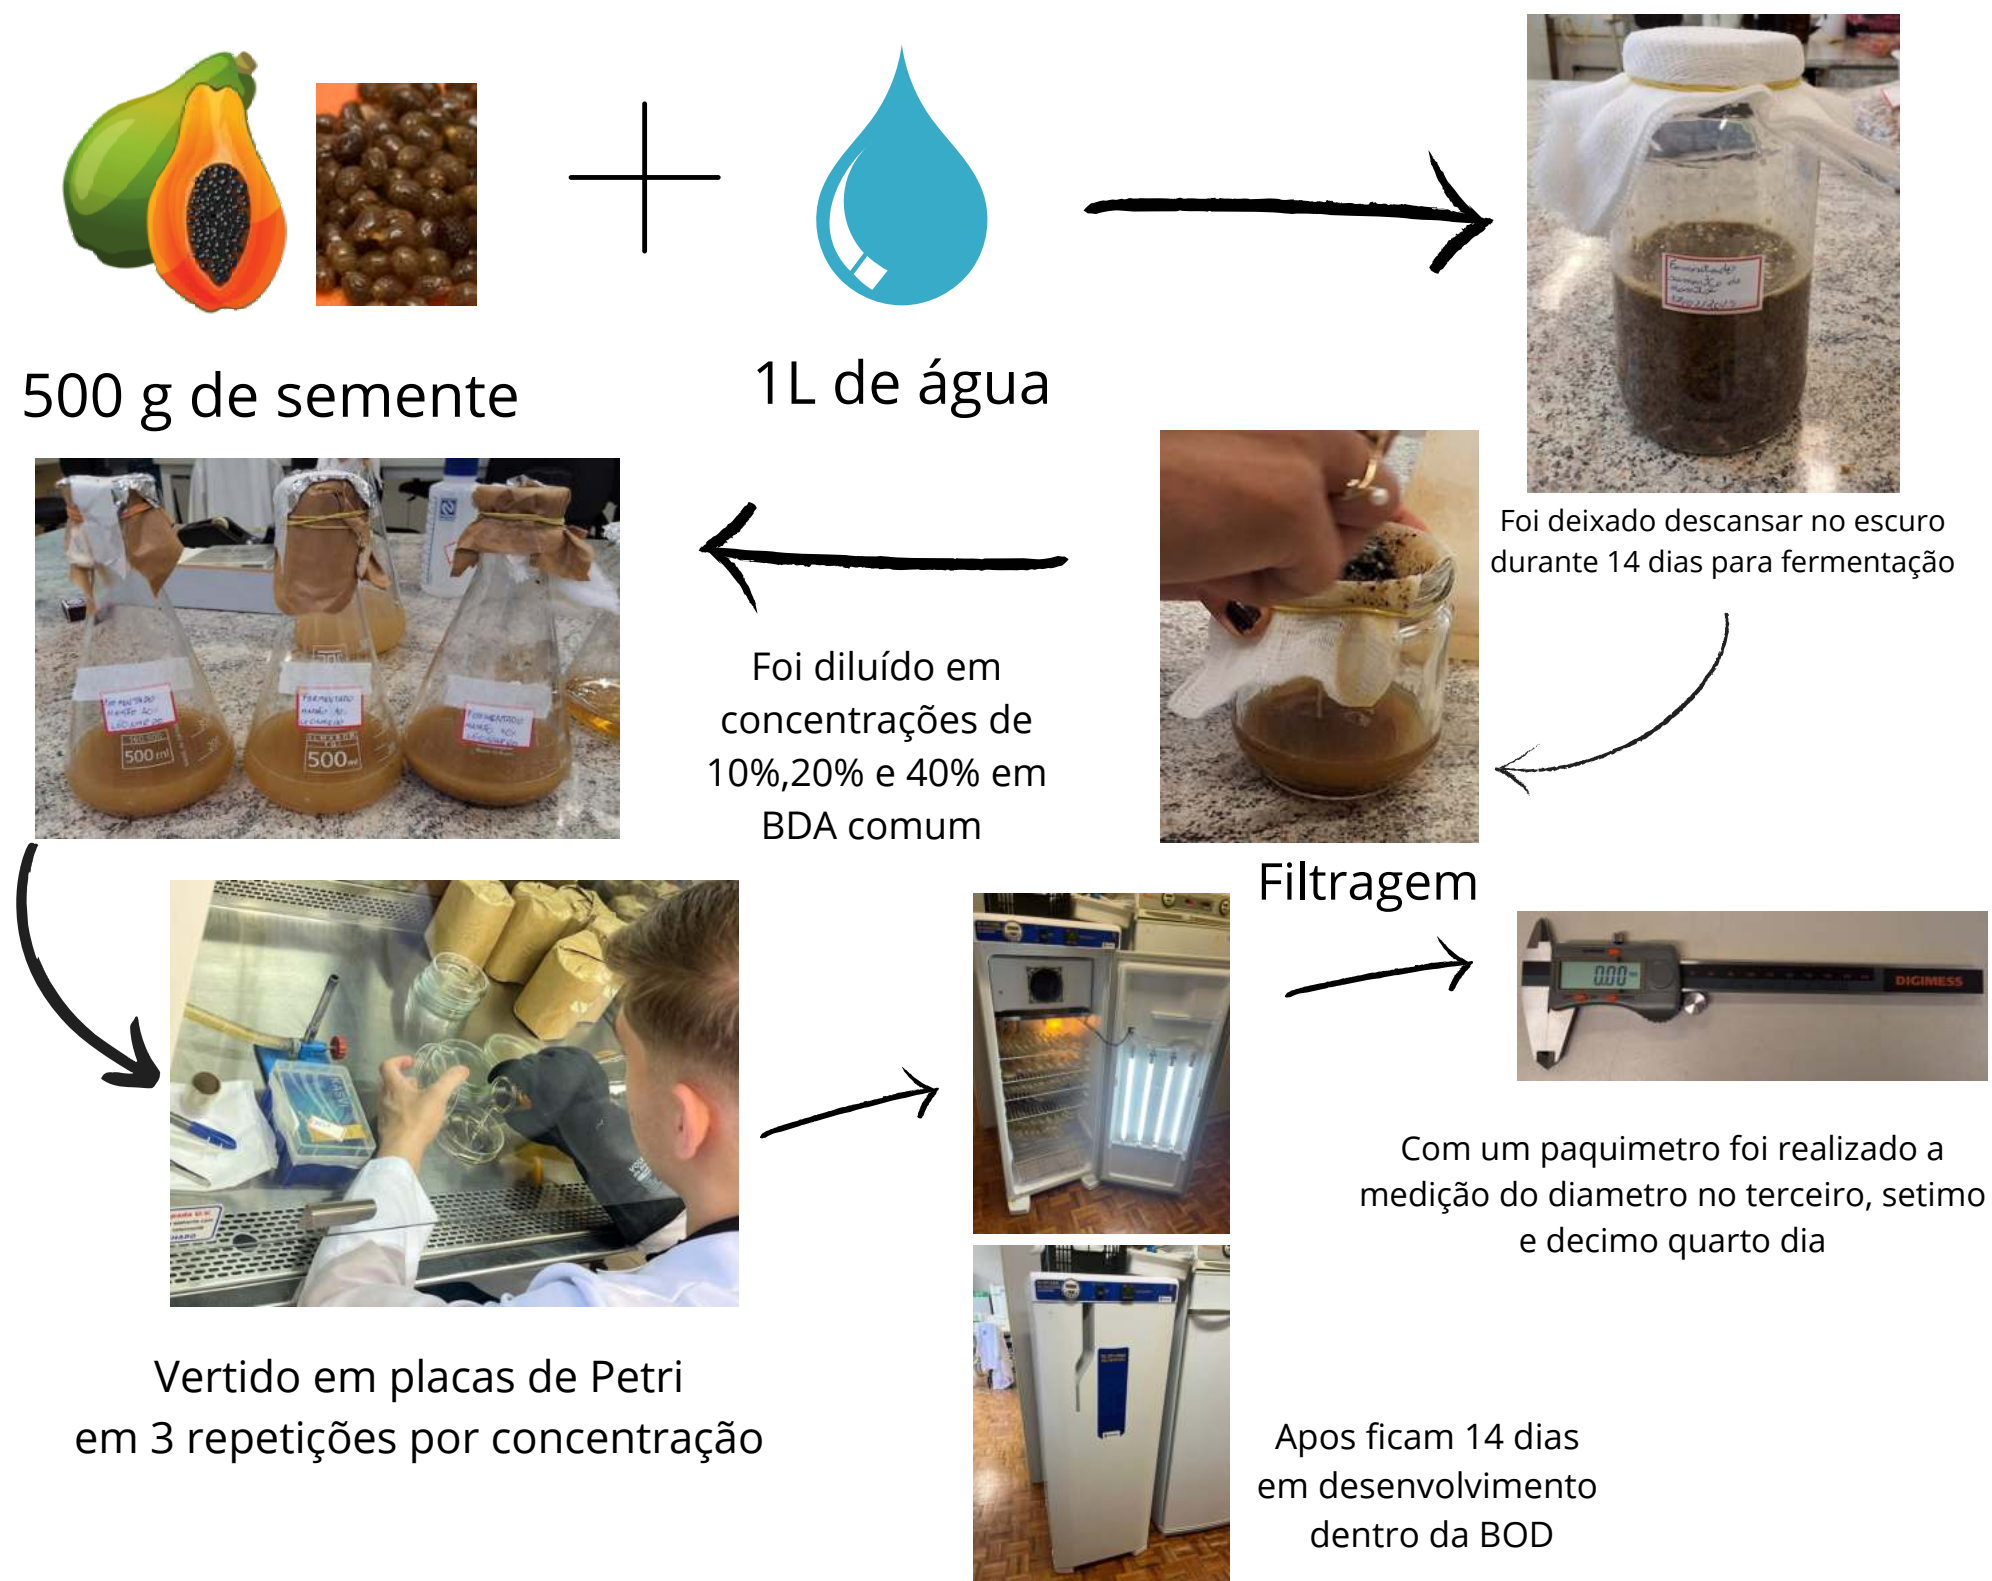 500 g de semente
1L de água
Foi deixado descansar no escuro
durante 14 dias para fermentação
Filtragem
Foi diluído em
concentrações de
10%,20% e 40% em
BDA comum
FERMENTADO
500 ml
FERMENTADO
500 ml
FERMENTADO
Vertido em placas de Petri
em 3 repetições por concentração
Apos ficam 14 dias
em desenvolvimento
dentro da BOD
0.00
DIGIMESS
Com um paquimetro foi realizado a
medição do diametro no terceiro, setimo
e decimo quarto dia